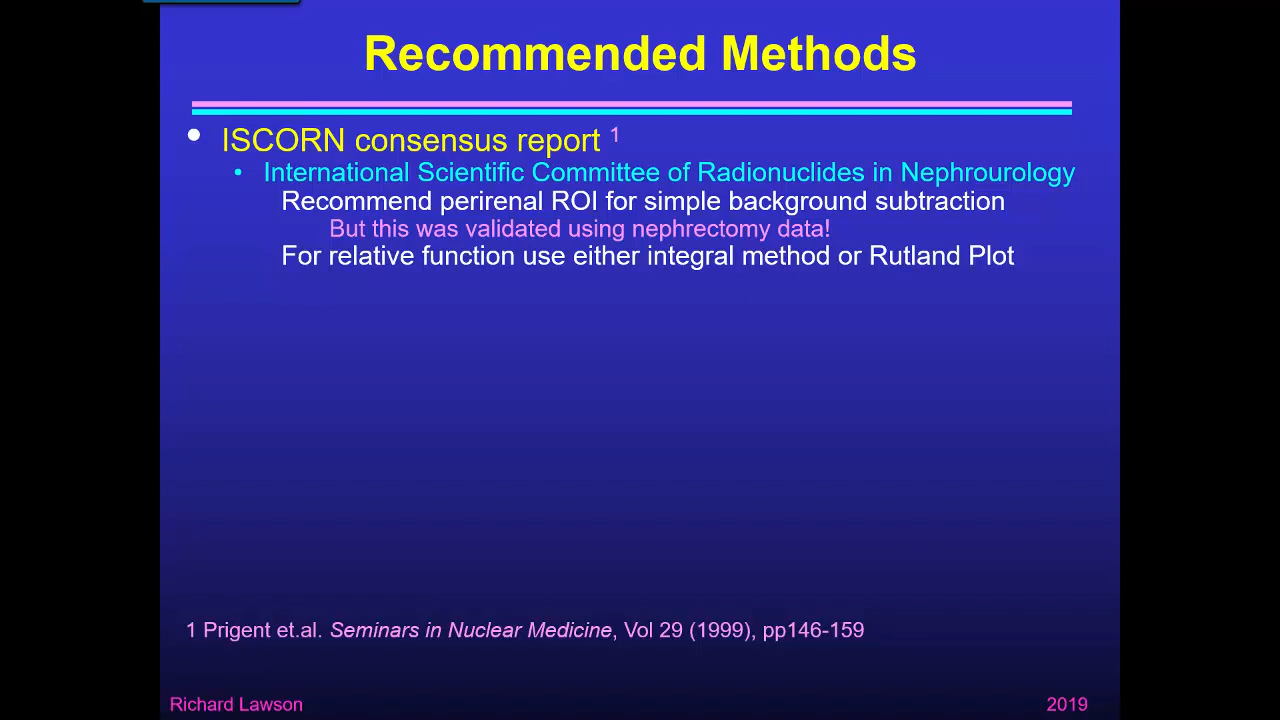 Recommended Methods
• ISCORN consensus report 1
• International Scientific Committee of Radionuclides in Nephrourology
Recommend perirenal ROI for simple background subtraction
But this was validated using nephrectomy data!
For relative function use either integral method or Rutland Plot
1 Prigent et.al. Seminars in Nuclear Medicine, Vol 29 (1999), pp146-159
Richard Lawson
2019